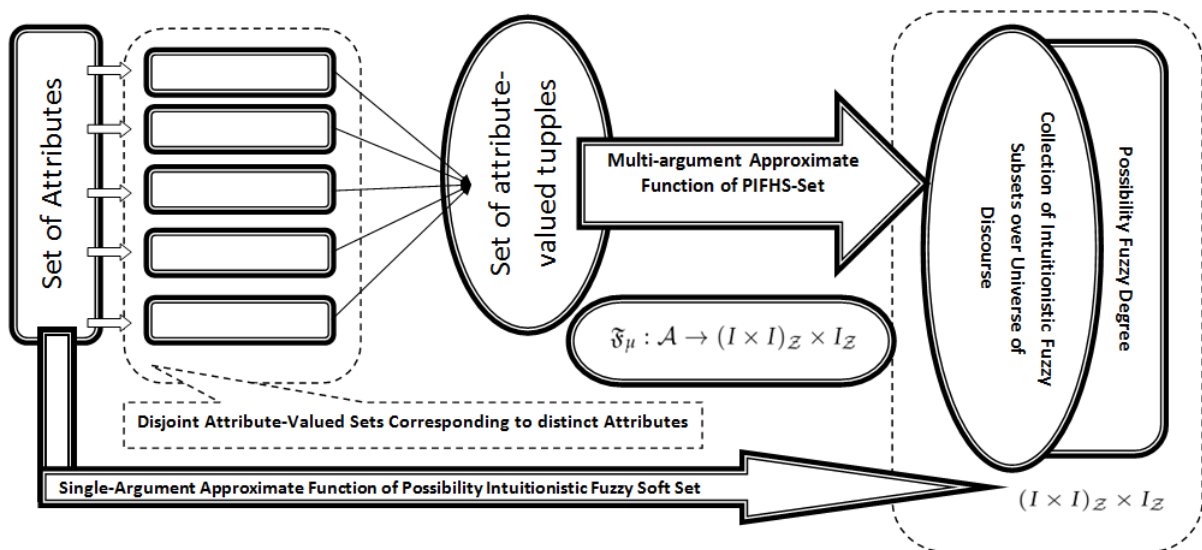 Set of Attributes
Set of attribute-
valued tupples
Multi-argument Approximate
Function of PIFHS-Set
Collection of Intuitionistic Fuzzy
Subsets over Universe of
Discourse
Possibility Fuzzy Degree
𝔉_μ : 𝒜 → (I × I)_𝒵 × I_𝒵
Disjoint Attribute-Valued Sets Corresponding to distinct Attributes
Single-Argument Approximate Function of Possibility Intuitionistic Fuzzy Soft Set
(I × I)_𝒵 × I_𝒵